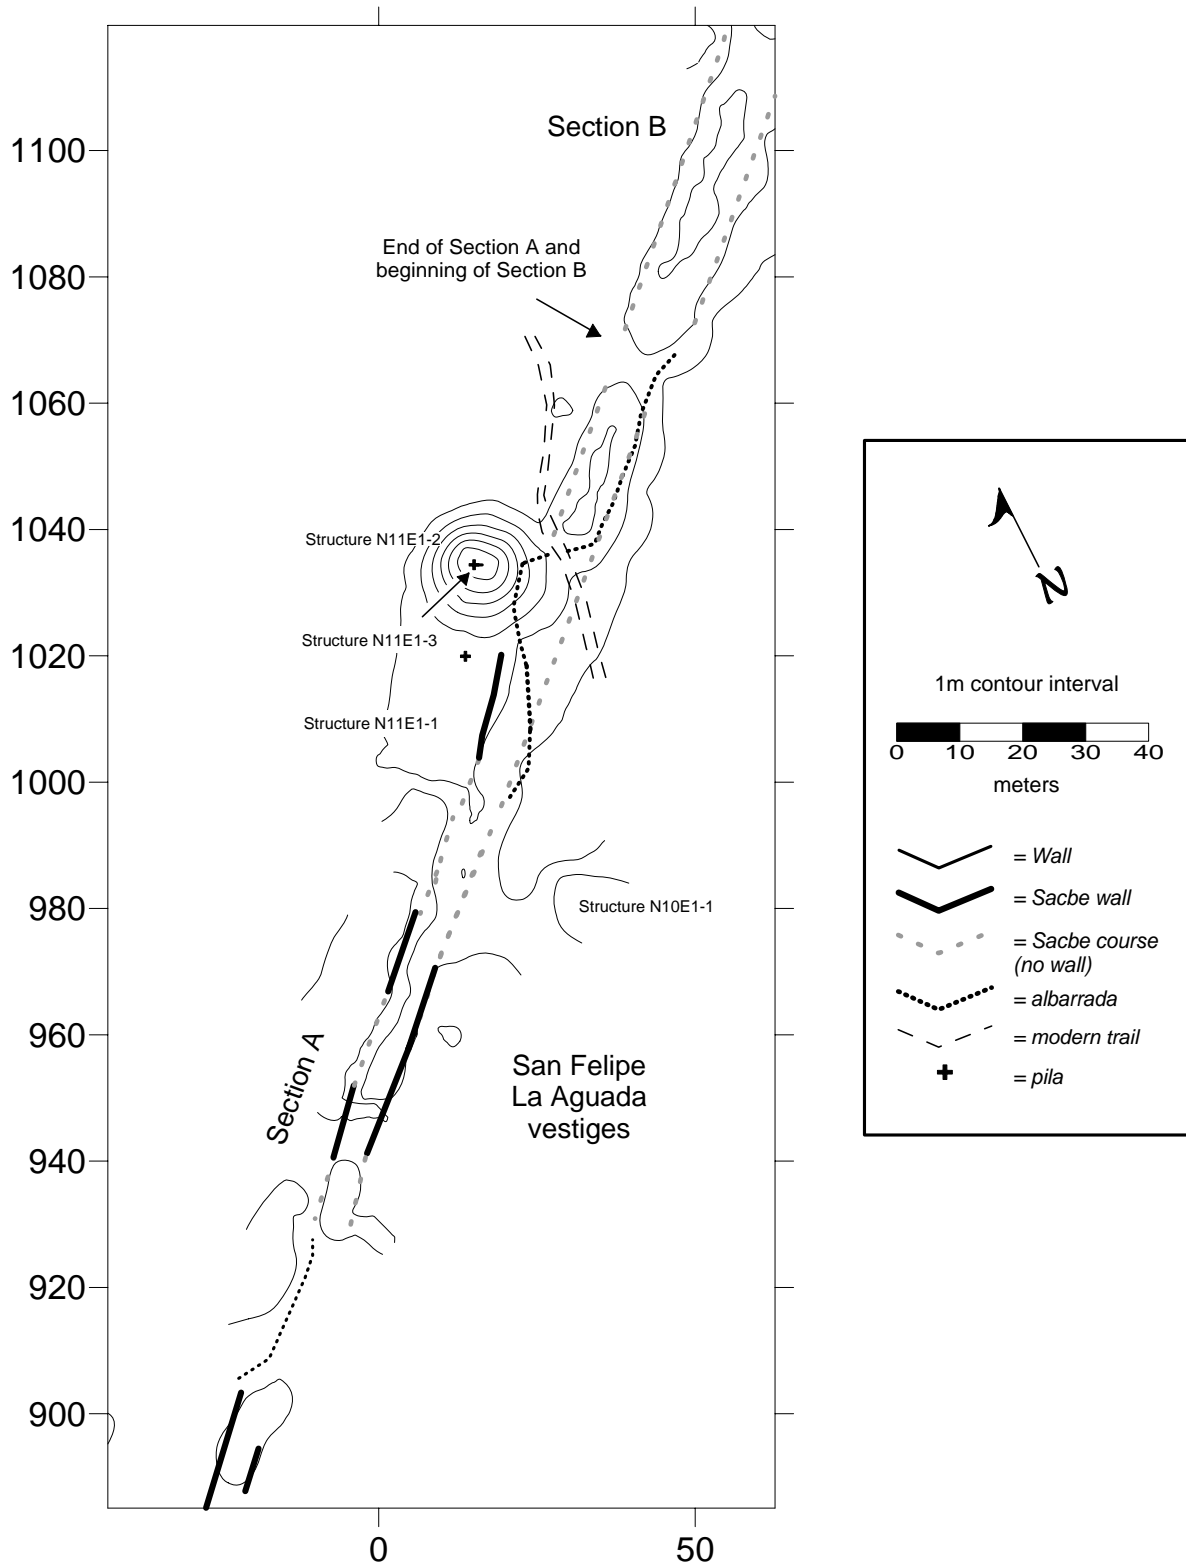 Section B
1100
End of Section A and
beginning of Section B
1080
1060
1040
Structure N11E1-2
Structure N11E1-3
1020
Structure N11E1-1
1000
980
Structure N10E1-1
960
Section A
San Felipe
La Aguada
vestiges
940
920
900
0
50
N
1m contour interval
0 10 20 30 40
meters
= Wall
= Sacbe wall
= Sacbe course
(no wall)
= albarrada
= modern trail
= pila